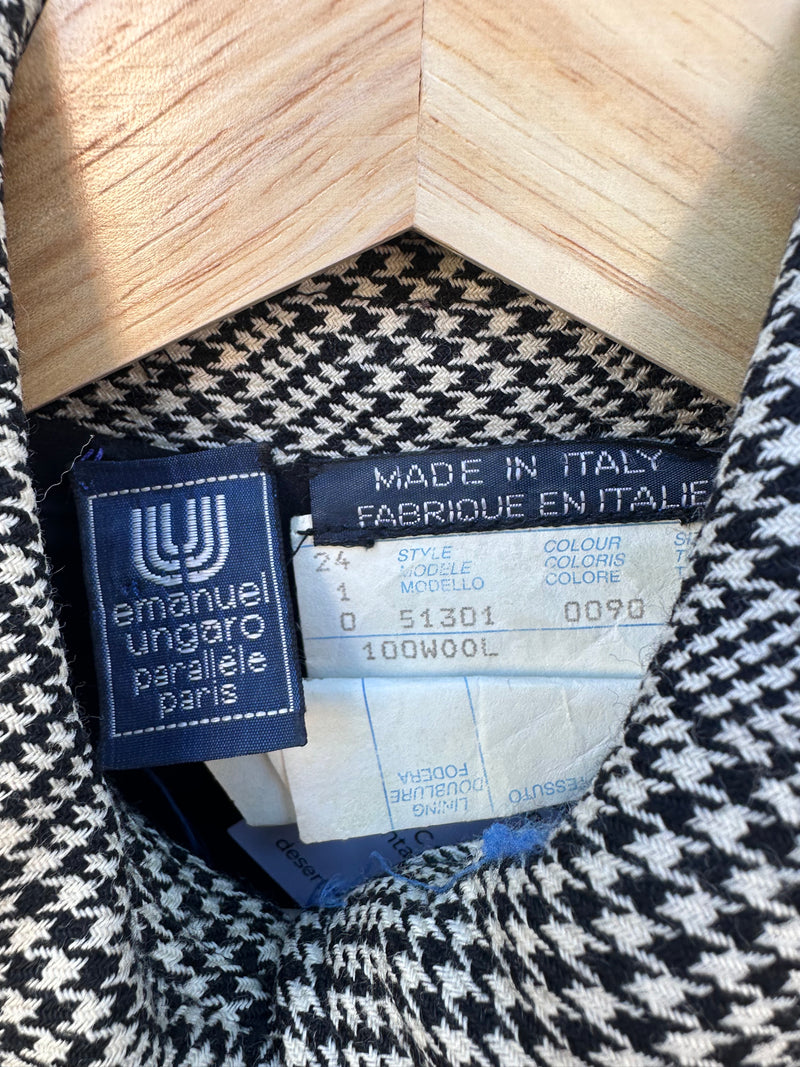 emanuel
ungaro
parallèle
paris
MADE IN ITALY
FABRIQUE EN ITALIE
24
1
0
STYLE
MODELE
MODELLO
51301
COLOUR
COLORIS
COLORE
0090
100WOOL
LINING
DOUBLURE
FODERA